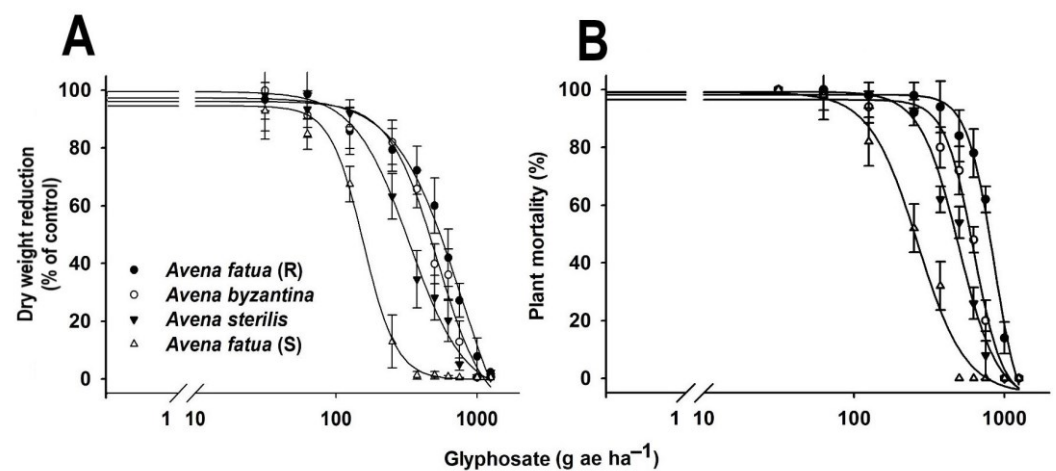 A
B
Dry weight reduction
(% of control)
100
80
60
40
20
0
Avena fatua (R)
Avena byzantina
Avena sterilis
Avena fatua (S)
1 10 100 1000
Plant mortality (%)
100
80
60
40
20
0
1 10 100 1000
Glyphosate (g ae ha⁻¹)